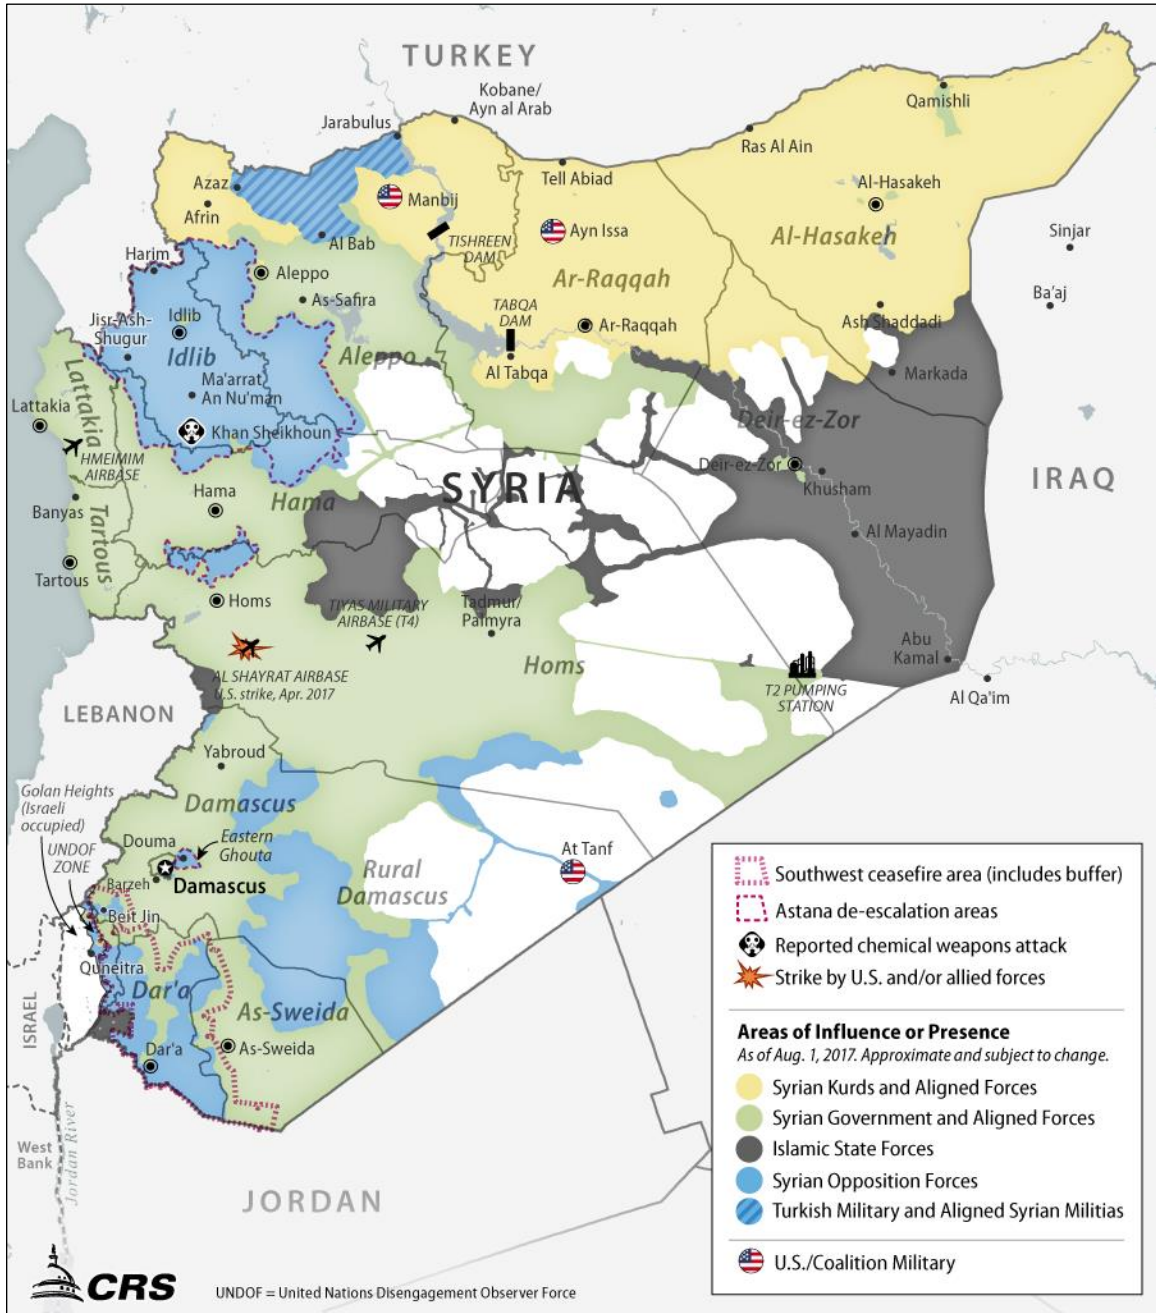 TURKEY
Kobane/
Ayn al Arab
Jarabulus
Qamishli
Ras Al Ain
Azaz
Afrin
Manbij
Tell Abiad
Al-Hasakeh
Ayn Issa
Al-Hasakeh
Sinjar
Al Bab
TISHREEN
DAM
Harim
Aleppo
Ar-Raqqah
As-Safira
Ba'aj
Jisr-Ash-
Shugur
Idlib
TABQA
DAM
Ar-Raqqah
Ash Shaddadi
Idlib
Aleppo
Al Tabqa
Markada
Ma'arrat
An Nu'man
Lattakia
Lattakia
Khan Sheikhoun
Deir-ez-Zor
HMEIMIM
AIRBASE
Deir-ez-Zor
SYRIA
IRAQ
Khusham
Hama
Hama
Banyas
Tartous
Al Mayadin
Tartous
Homs
TIYAS MILITARY
AIRBASE (T4)
Tadmur/
Palmyra
Abu
Kamal
Homs
AL SHAYRAT AIRBASE
U.S. strike, Apr. 2017
T2 PUMPING
STATION
Al Qa'im
LEBANON
Yabroud
Golan Heights
(Israeli
occupied)
Damascus
UNDOF
ZONE
Douma
Eastern
Ghouta
At Tanf
Rural
Damascus
Barzeh
Damascus
Beit Jin
Quneitra
Dar'a
As-Sweida
ISRAEL
Dar'a
As-Sweida
West
Bank
Jordan River
JORDAN
Southwest ceasefire area (includes buffer)
Astana de-escalation areas
Reported chemical weapons attack
Strike by U.S. and/or allied forces
Areas of Influence or Presence
As of Aug. 1, 2017. Approximate and subject to change.
Syrian Kurds and Aligned Forces
Syrian Government and Aligned Forces
Islamic State Forces
Syrian Opposition Forces
Turkish Military and Aligned Syrian Militias
U.S./Coalition Military
CRS
UNDOF = United Nations Disengagement Observer Force